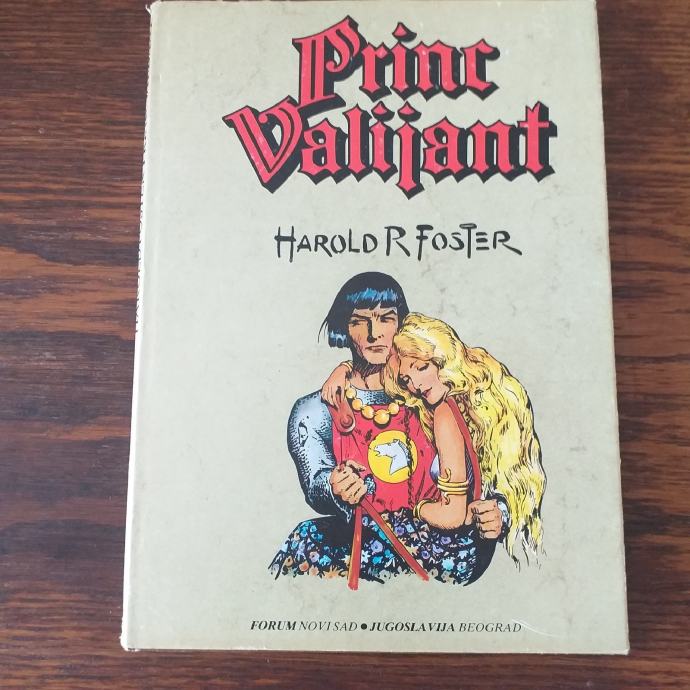 Princ
Valijant
HAROLD R FOSTER
FORUM NOVI SAD ● JUGOSLAVIJA BEOGRAD